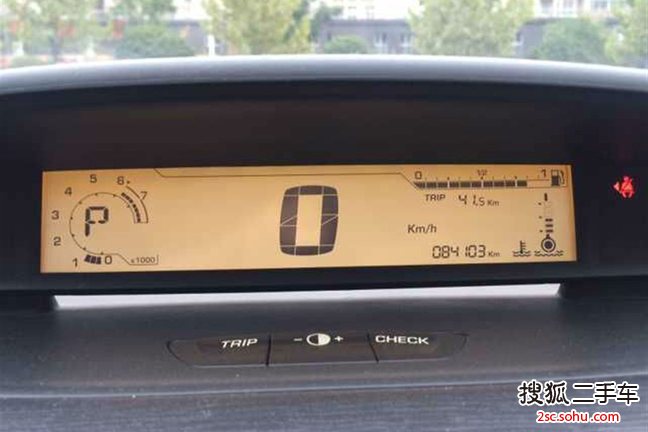 0 1/2 1
4 5 6 7
TRIP 41.5 Km
3 P
0
2
Km/h
084103 Km
1 0 x1000
TRIP - + CHECK
搜狐二手车
2sc.sohu.com